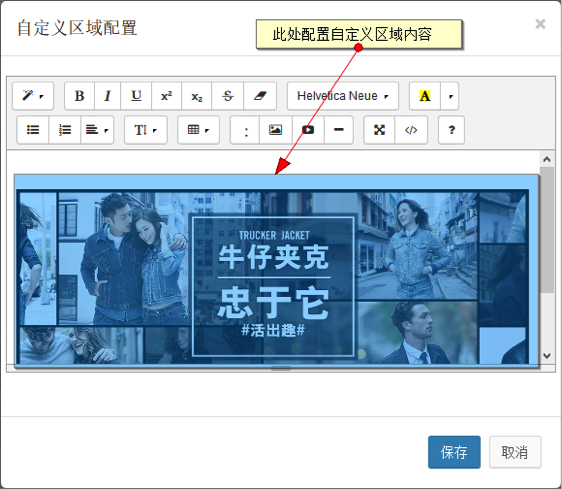 自定义区域配置
此处配置自定义区域内容
×
B I U x² x₂ S Helvetica Neue A
TI </> ?
TRUCKER JACKET
牛仔夹克
忠于它
#活出趣#
保存 取消